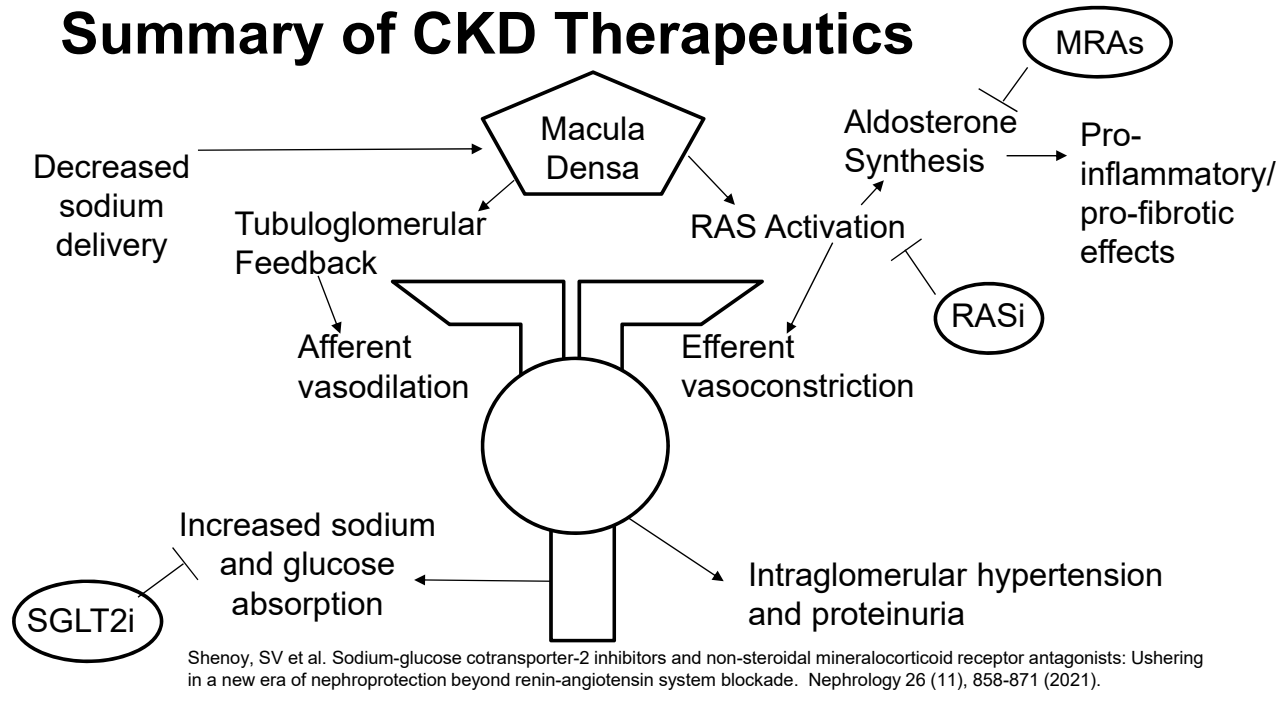 Summary of CKD Therapeutics
MRAs
Macula
Densa
Aldosterone
Synthesis
Pro-
inflammatory/
pro-fibrotic
effects
Decreased
sodium
delivery
Tubuloglomerular
Feedback
RAS Activation
RASi
Afferent
vasodilation
Efferent
vasoconstriction
Increased sodium
and glucose
absorption
SGLT2i
Intraglomerular hypertension
and proteinuria
Shenoy, SV et al. Sodium-glucose cotransporter-2 inhibitors and non-steroidal mineralocorticoid receptor antagonists: Ushering
in a new era of nephroprotection beyond renin-angiotensin system blockade. Nephrology 26 (11), 858-871 (2021).